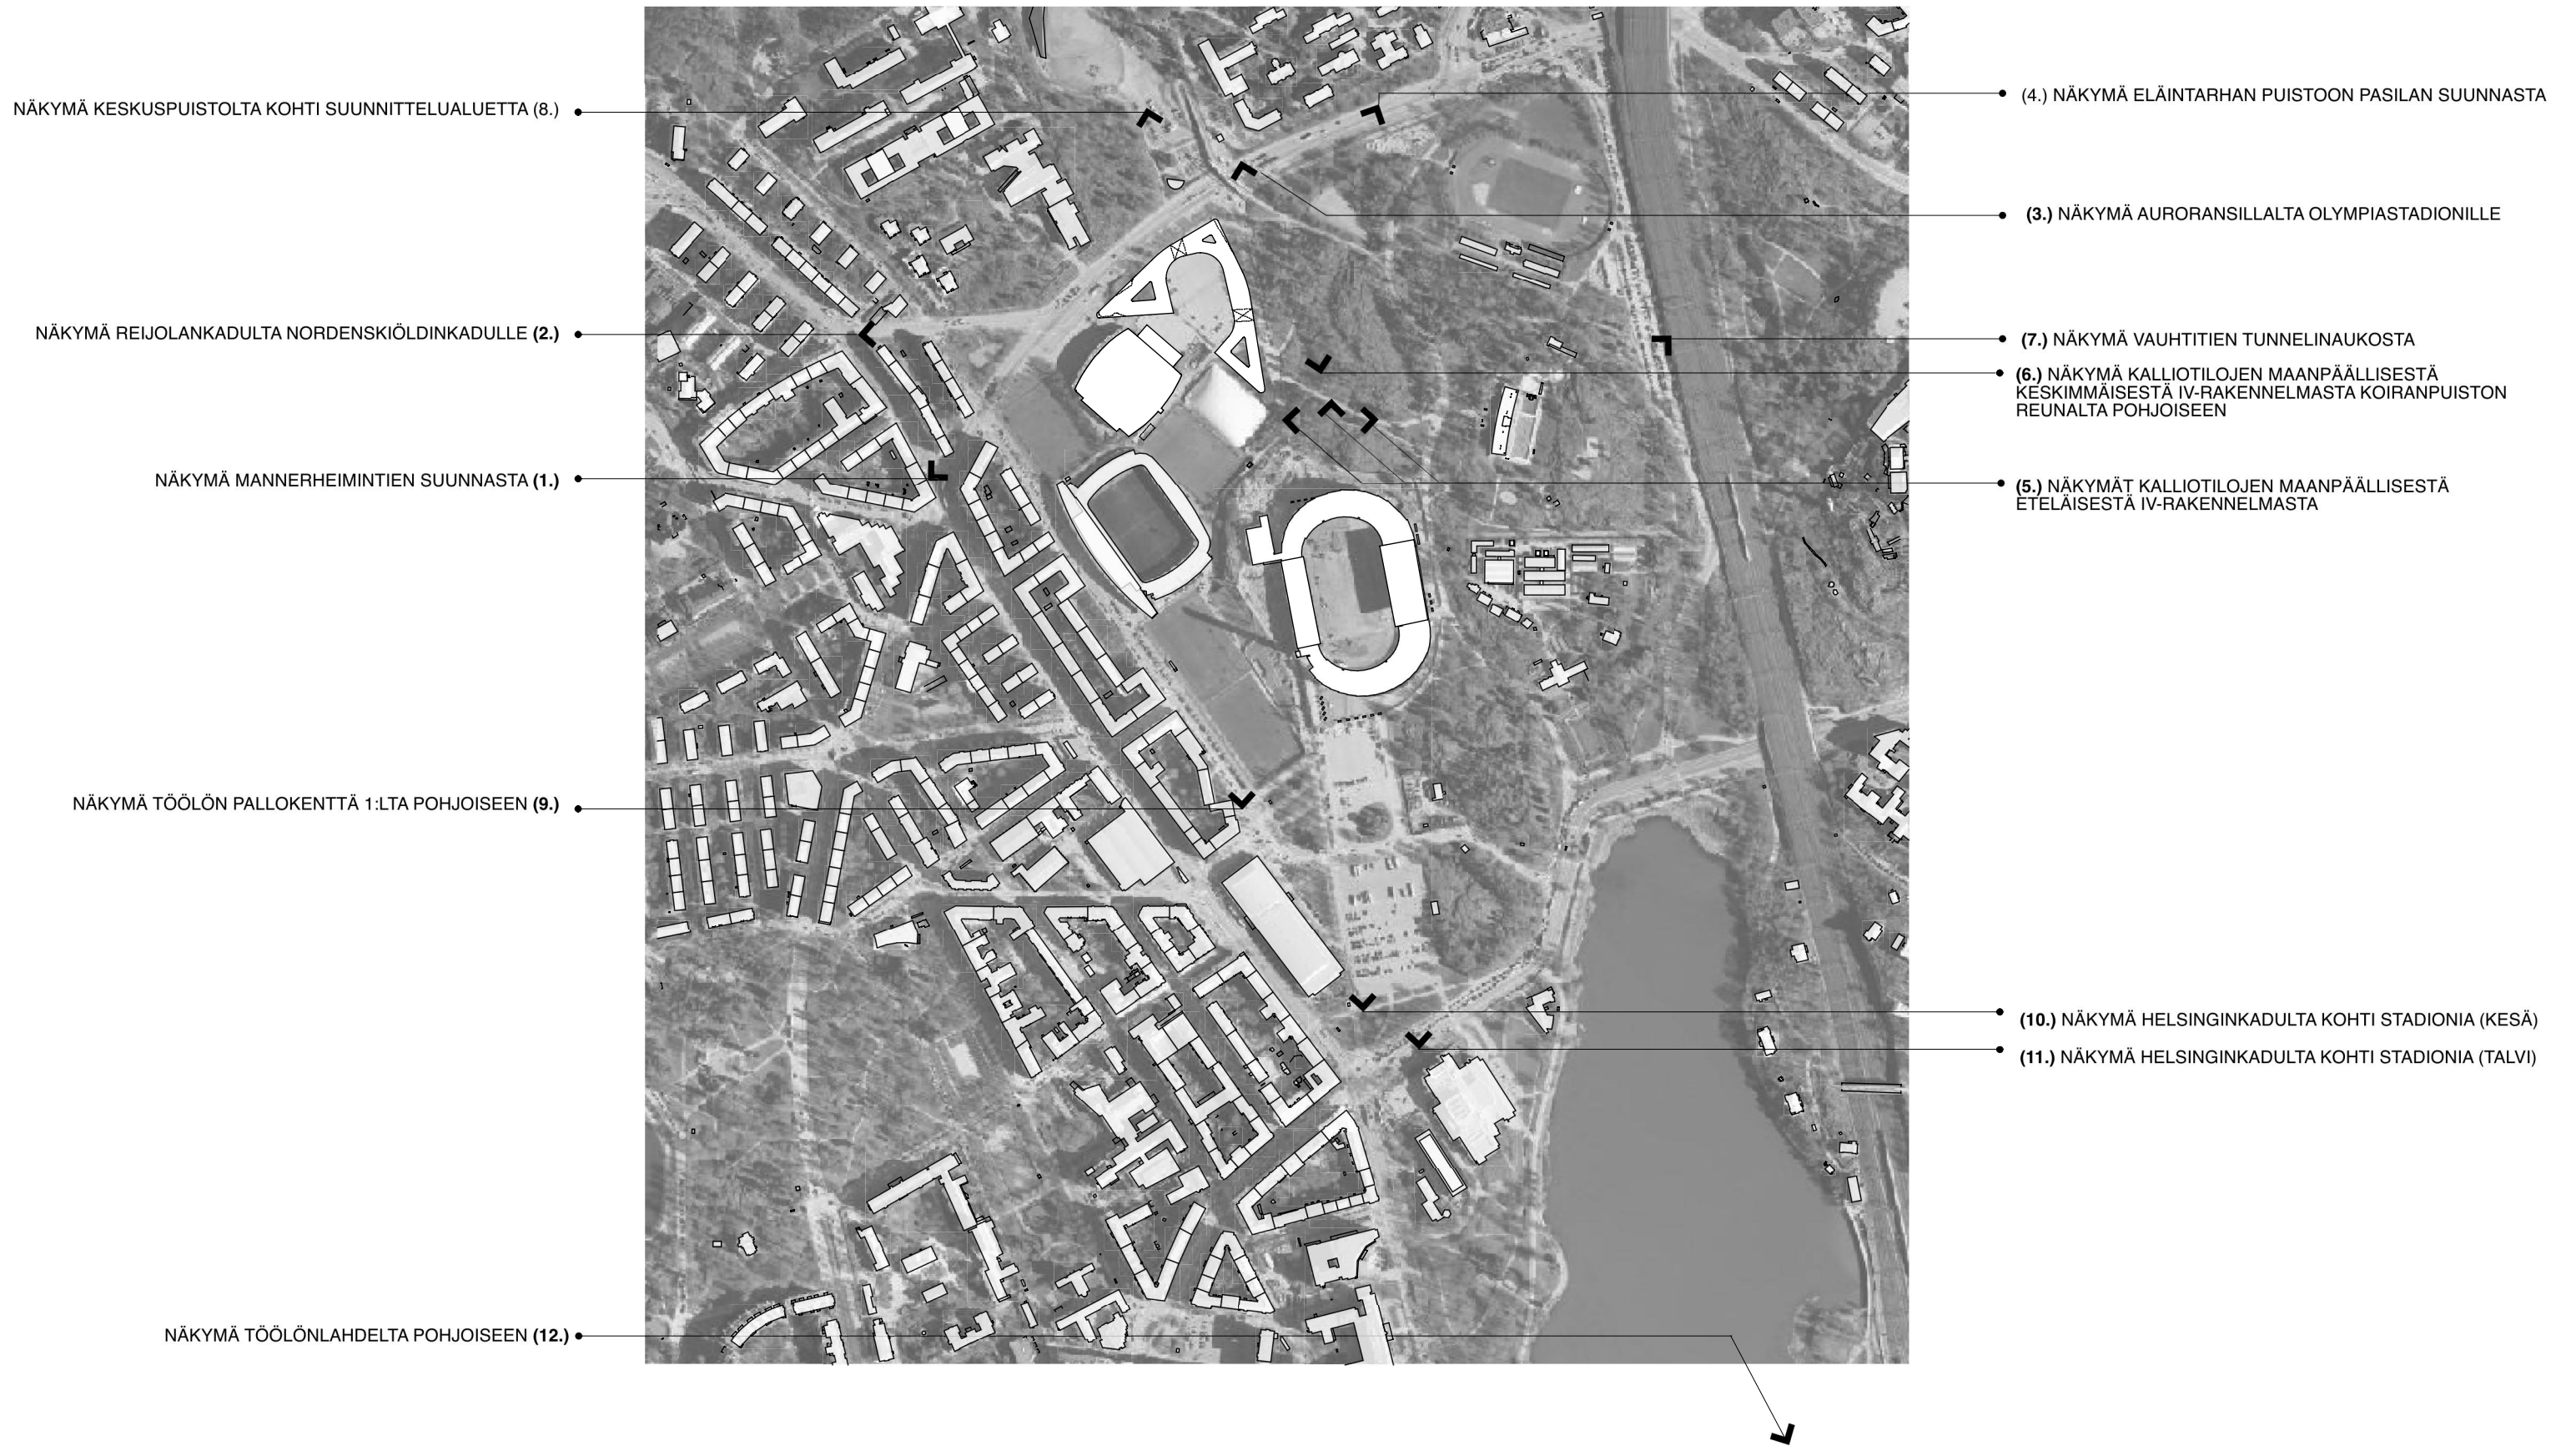 NÄKYMÄ KESKUSPUISTOLTA KOHTI SUUNNITTELUALUETTA (8.)
NÄKYMÄ REIJOLANKADULTA NORDENSKIÖLDINKADULLE (2.)
NÄKYMÄ MANNERHEIMINTIEN SUUNNASTA (1.)
NÄKYMÄ TÖÖLÖN PALLOKENTTÄ 1:LTA POHJOISEEN (9.)
NÄKYMÄ TÖÖLÖNLAHDELTA POHJOISEEN (12.)
(4.) NÄKYMÄ ELÄINTARHAN PUISTOON PASILAN SUUNNASTA
(3.) NÄKYMÄ AURORANSILLALTA OLYMPIASTADIONILLE
(7.) NÄKYMÄ VAUHTITIEN TUNNELINAUKOSTA
(6.) NÄKYMÄ KALLIOTILOJEN MAANPÄÄLLISESTÄ
KESKIMMÄISESTÄ IV-RAKENNELMASTA KOIRANPUISTON
REUNALTA POHJOISEEN
(5.) NÄKYMÄT KALLIOTILOJEN MAANPÄÄLLISESTÄ
ETELÄISESTÄ IV-RAKENNELMASTA
(10.) NÄKYMÄ HELSINGINKADULTA KOHTI STADIONIA (KESÄ)
(11.) NÄKYMÄ HELSINGINKADULTA KOHTI STADIONIA (TALVI)